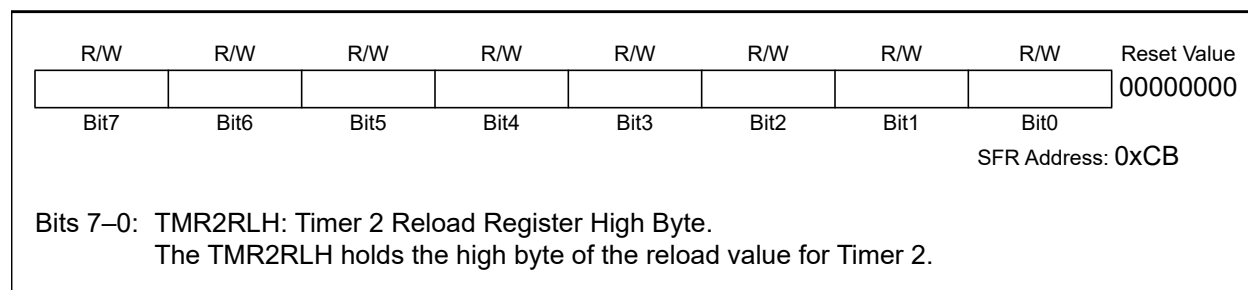 R/W R/W R/W R/W R/W R/W R/W R/W Reset Value
00000000
Bit7 Bit6 Bit5 Bit4 Bit3 Bit2 Bit1 Bit0
SFR Address: 0xCB
Bits 7–0: TMR2RLH: Timer 2 Reload Register High Byte.
The TMR2RLH holds the high byte of the reload value for Timer 2.